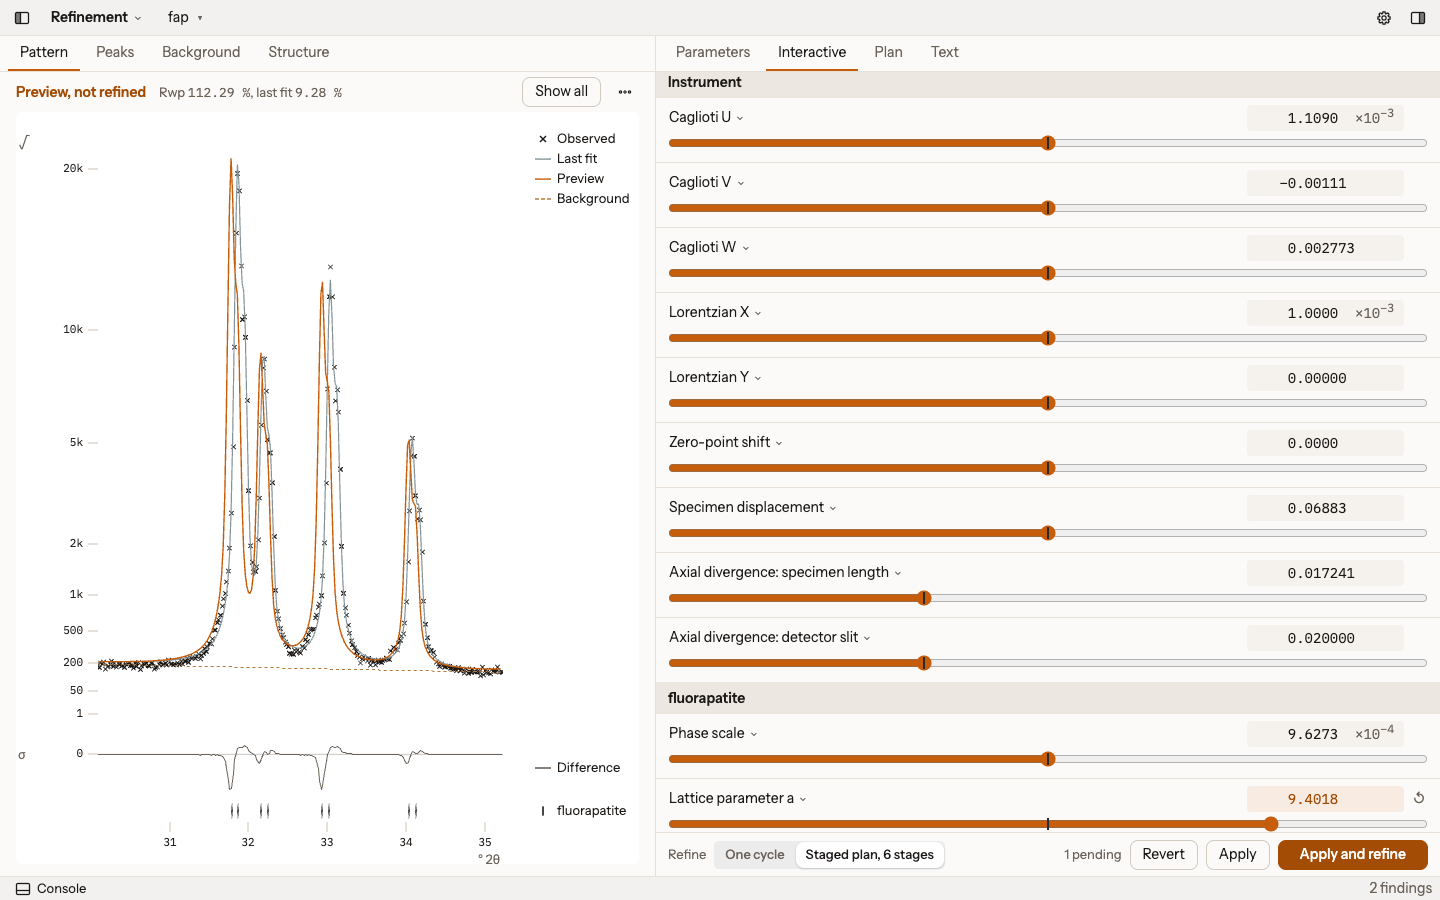 Refinement
fap
Pattern
Peaks
Background
Structure
Preview, not refined
Rwp 112.29 %, last fit 9.28 %
Show all
√
Observed
Last fit
Preview
Background
20k
10k
5k
2k
1k
500
200
50
1
0
σ
Difference
fluorapatite
31
32
33
34
35
° 2θ
Parameters
Interactive
Plan
Text
Instrument
Caglioti U
1.1090 ×10−3
Caglioti V
−0.00111
Caglioti W
0.002773
Lorentzian X
1.0000 ×10−3
Lorentzian Y
0.00000
Zero-point shift
0.0000
Specimen displacement
0.06883
Axial divergence: specimen length
0.017241
Axial divergence: detector slit
0.020000
fluorapatite
Phase scale
9.6273 ×10−4
Lattice parameter a
9.4018
Refine
One cycle
Staged plan, 6 stages
1 pending
Revert
Apply
Apply and refine
Console
2 findings